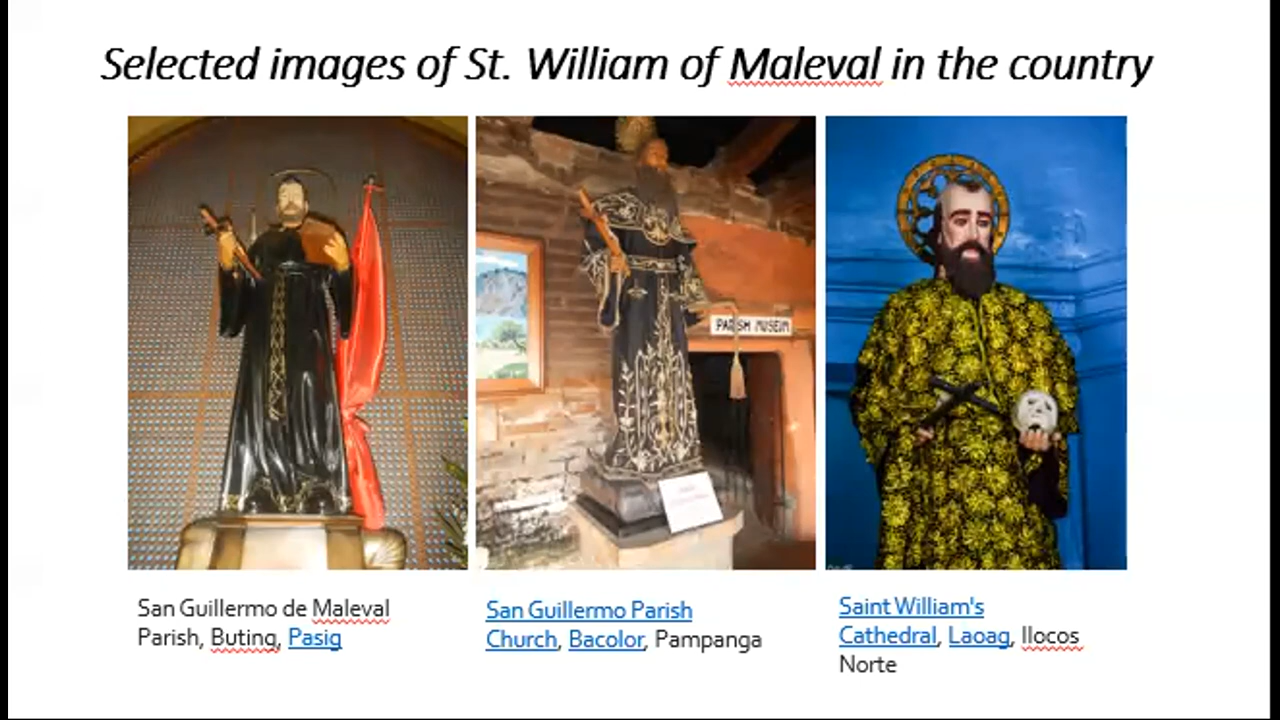 Selected images of St. William of Maleval in the country
PARISH MUSEUM
San Guillermo de Maleval
Parish, Buting, Pasig
San Guillermo Parish
Church, Bacolor, Pampanga
Saint William's
Cathedral, Laoag, Ilocos
Norte